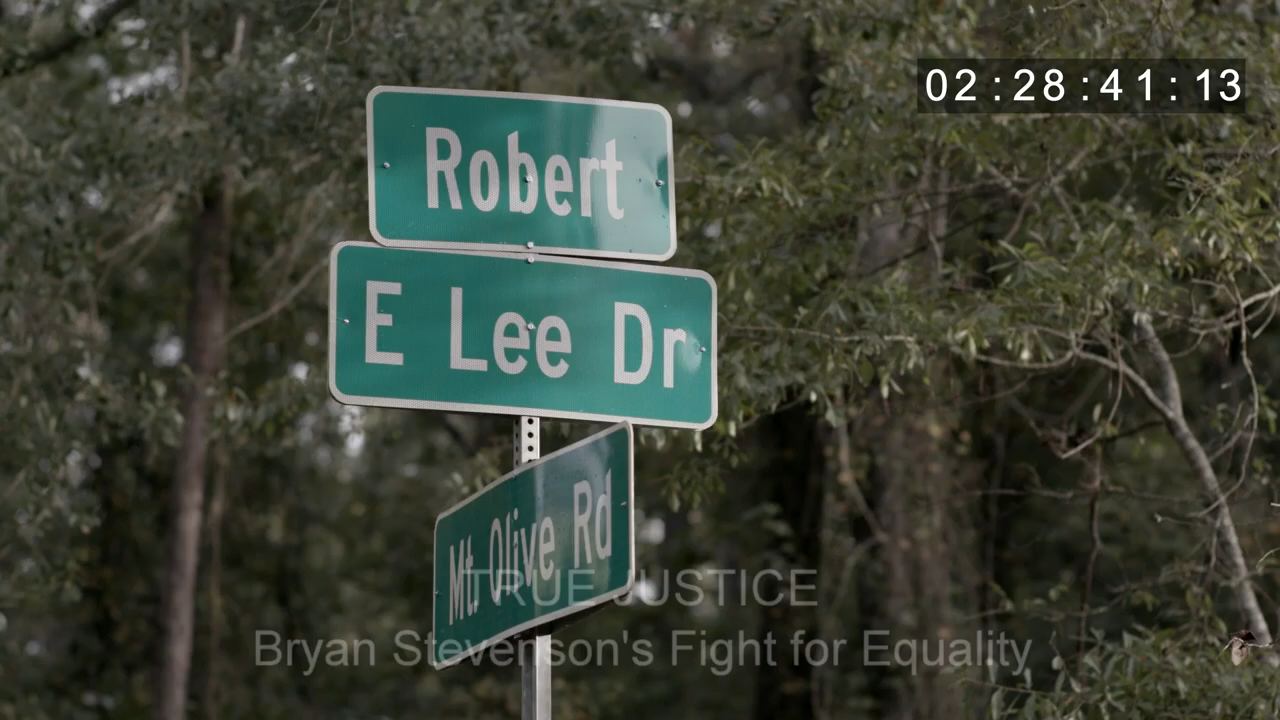 02:28:41:13
Robert
E Lee Dr
Mt. Olive Rd
TRUE JUSTICE
Bryan Stevenson's Fight for Equality